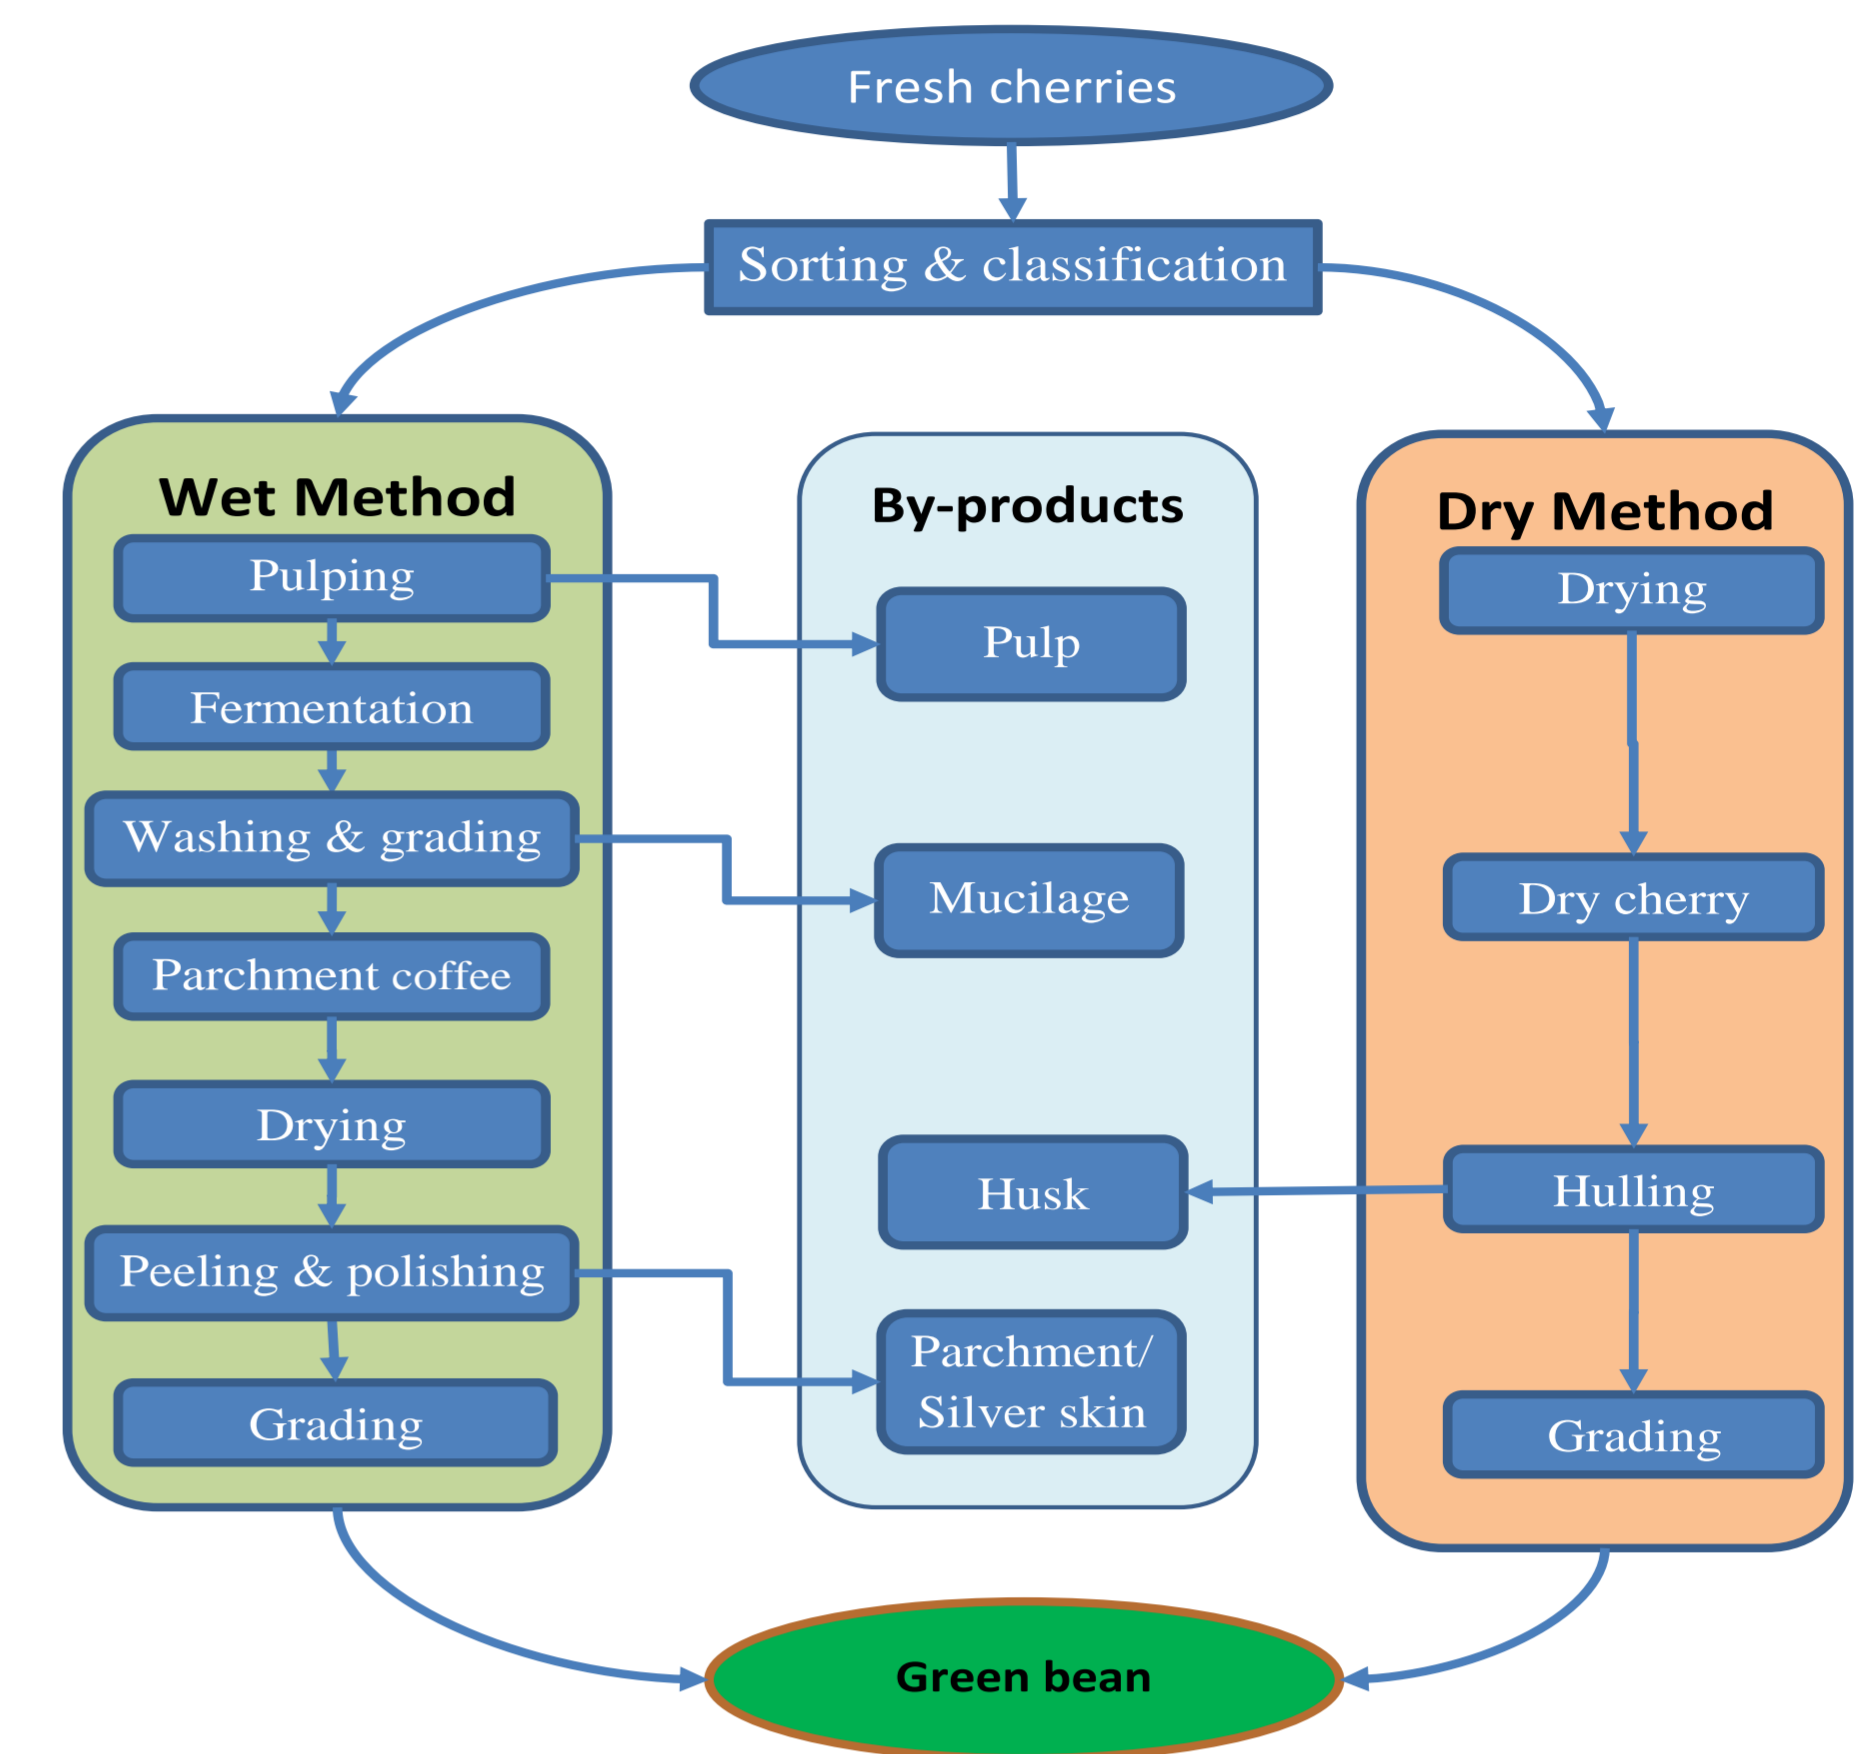 Fresh cherries
Sorting & classification
Wet Method
Pulping
Fermentation
Washing & grading
Parchment coffee
Drying
Peeling & polishing
Grading
By-products
Pulp
Mucilage
Husk
Parchment/
Silver skin
Dry Method
Drying
Dry cherry
Hulling
Grading
Green bean